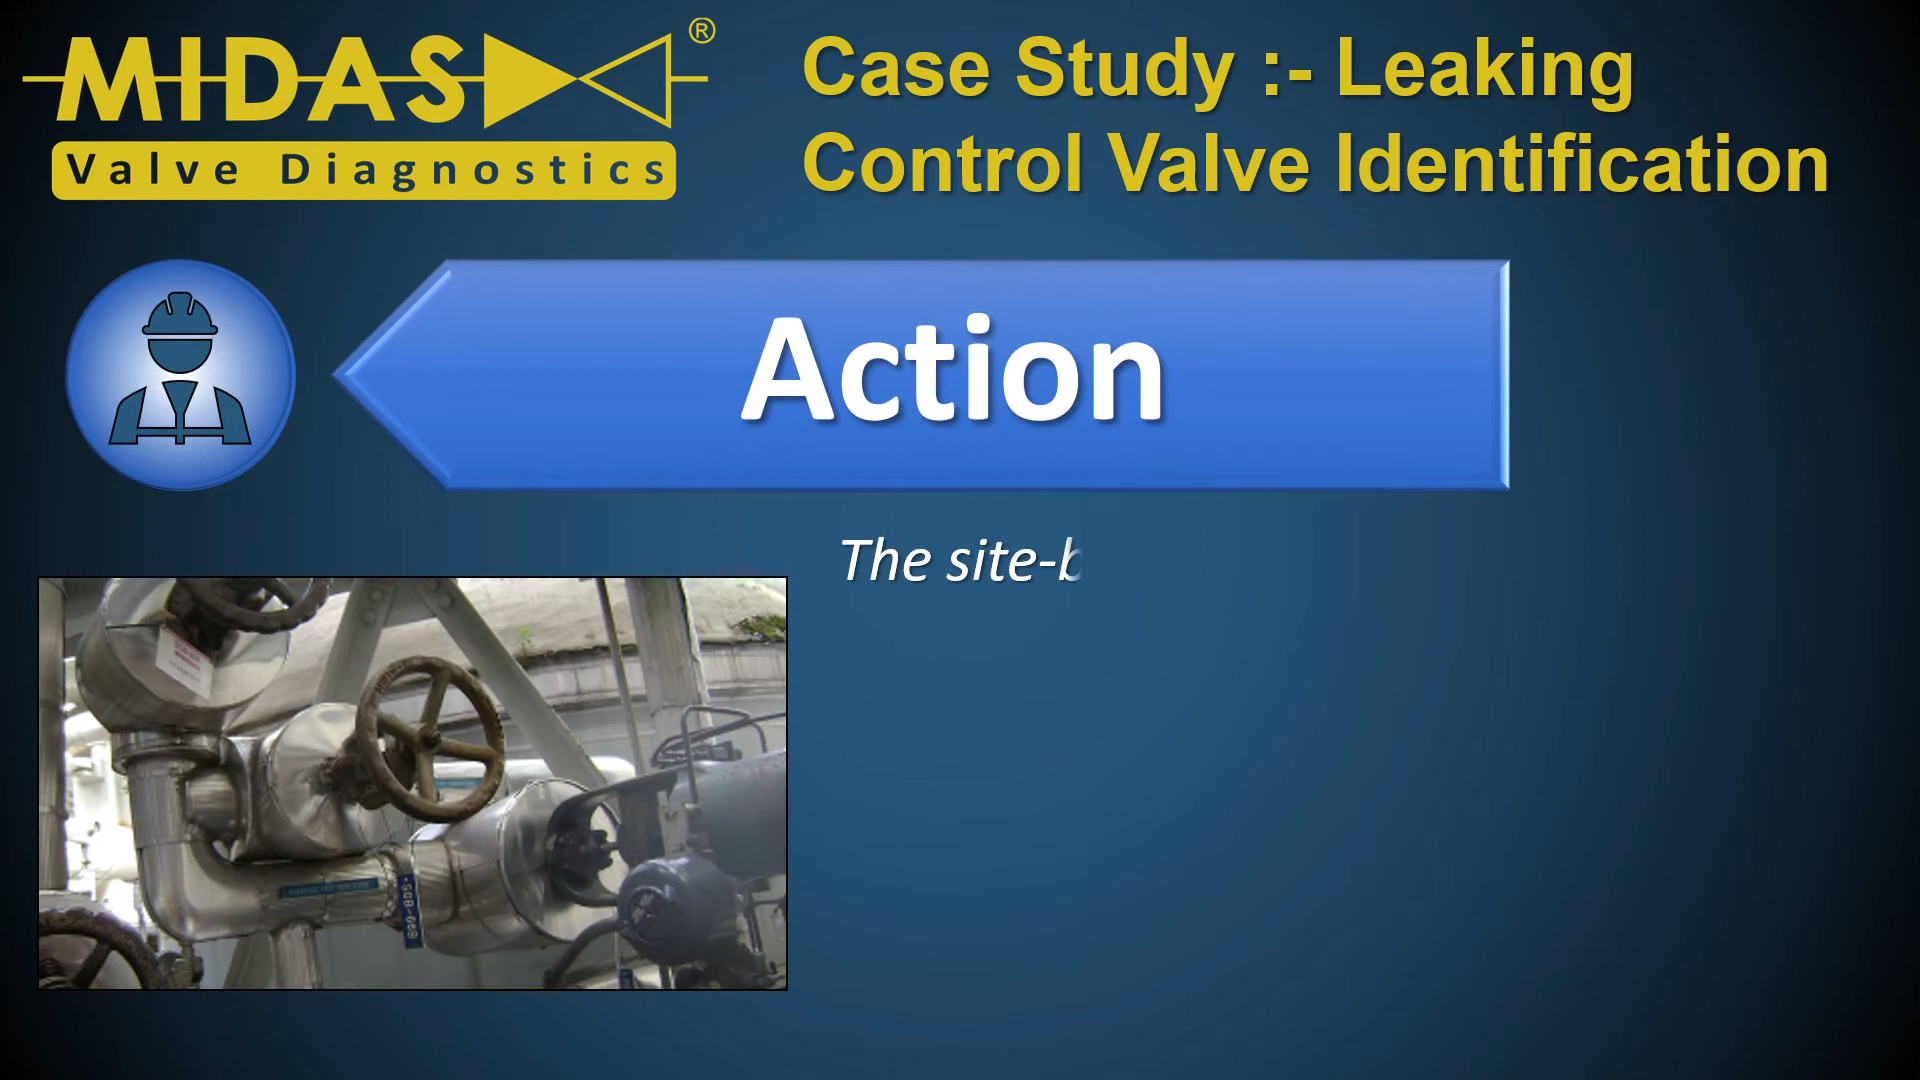 MIDAS®
Valve Diagnostics
Case Study :- Leaking
Control Valve Identification
Action
The site-b